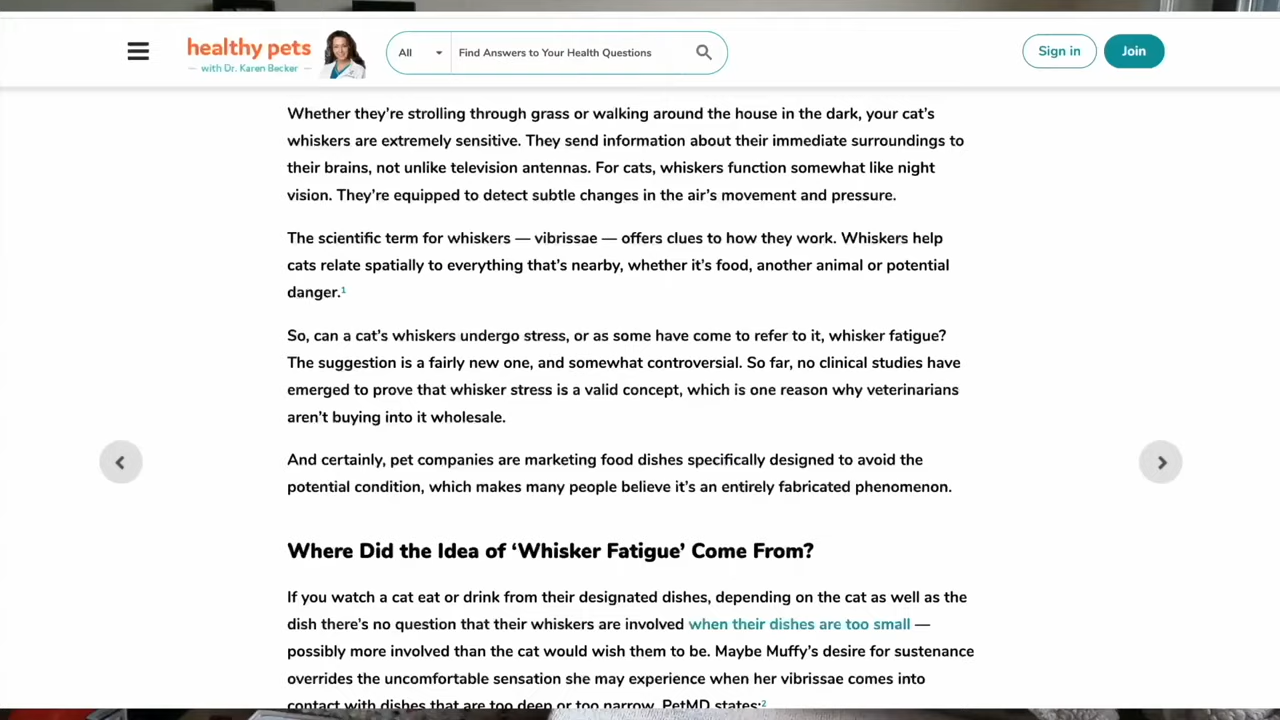 healthy pets
with Dr. Karen Becker
All
Find Answers to Your Health Questions
Sign in
Join
Whether they're strolling through grass or walking around the house in the dark, your cat's
whiskers are extremely sensitive. They send information about their immediate surroundings to
their brains, not unlike television antennas. For cats, whiskers function somewhat like night
vision. They're equipped to detect subtle changes in the air's movement and pressure.
The scientific term for whiskers — vibrissae — offers clues to how they work. Whiskers help
cats relate spatially to everything that's nearby, whether it's food, another animal or potential
danger.1
So, can a cat's whiskers undergo stress, or as some have come to refer to it, whisker fatigue?
The suggestion is a fairly new one, and somewhat controversial. So far, no clinical studies have
emerged to prove that whisker stress is a valid concept, which is one reason why veterinarians
aren't buying into it wholesale.
And certainly, pet companies are marketing food dishes specifically designed to avoid the
potential condition, which makes many people believe it's an entirely fabricated phenomenon.
Where Did the Idea of 'Whisker Fatigue' Come From?
If you watch a cat eat or drink from their designated dishes, depending on the cat as well as the
dish there's no question that their whiskers are involved when their dishes are too small —
possibly more involved than the cat would wish them to be. Maybe Muffy's desire for sustenance
overrides the uncomfortable sensation she may experience when her vibrissae comes into
contact with dishes that are too deep or too narrow. PetMD states:2